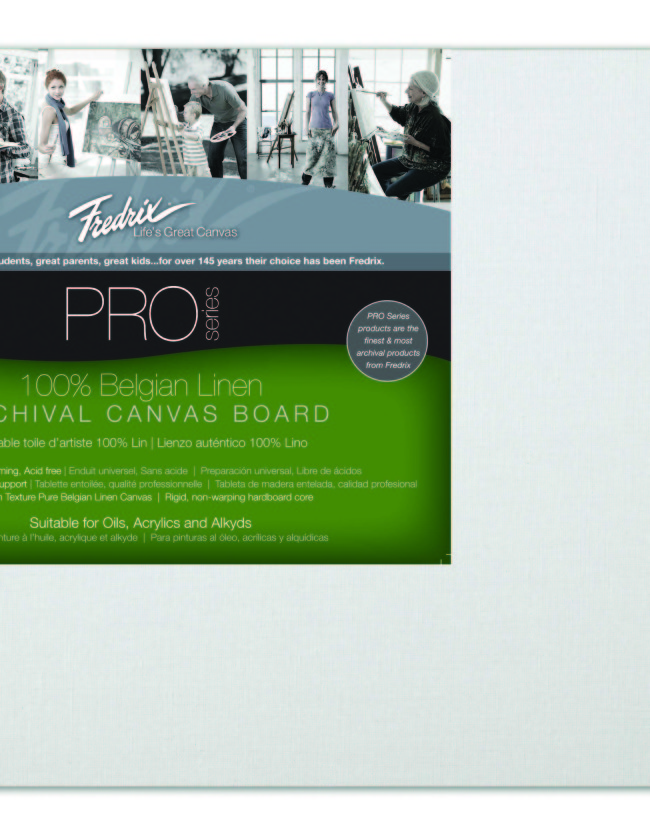 Fredrix
Life's Great Canvas
udents, great parents, great kids...for over 145 years their choice has been Fredrix.
PRO series
PRO Series
products are the
finest & most
archival products
from Fredrix
100% Belgian Linen
CHIVAL CANVAS BOARD
able toile d'artiste 100% Lin | Lienzo auténtico 100% Lino
ming, Acid free | Enduit universel, Sans acide | Preparación universal, Libre de ácidos
upport | Tablette entoilée, qualité professionnelle | Tableta de madera entelada, calidad profesional
Texture Pure Belgian Linen Canvas | Rigid, non-warping hardboard core
Suitable for Oils, Acrylics and Alkyds
nture à l'huile, acrylique et alkyde | Para pinturas al óleo, acrílicas y alquídicas